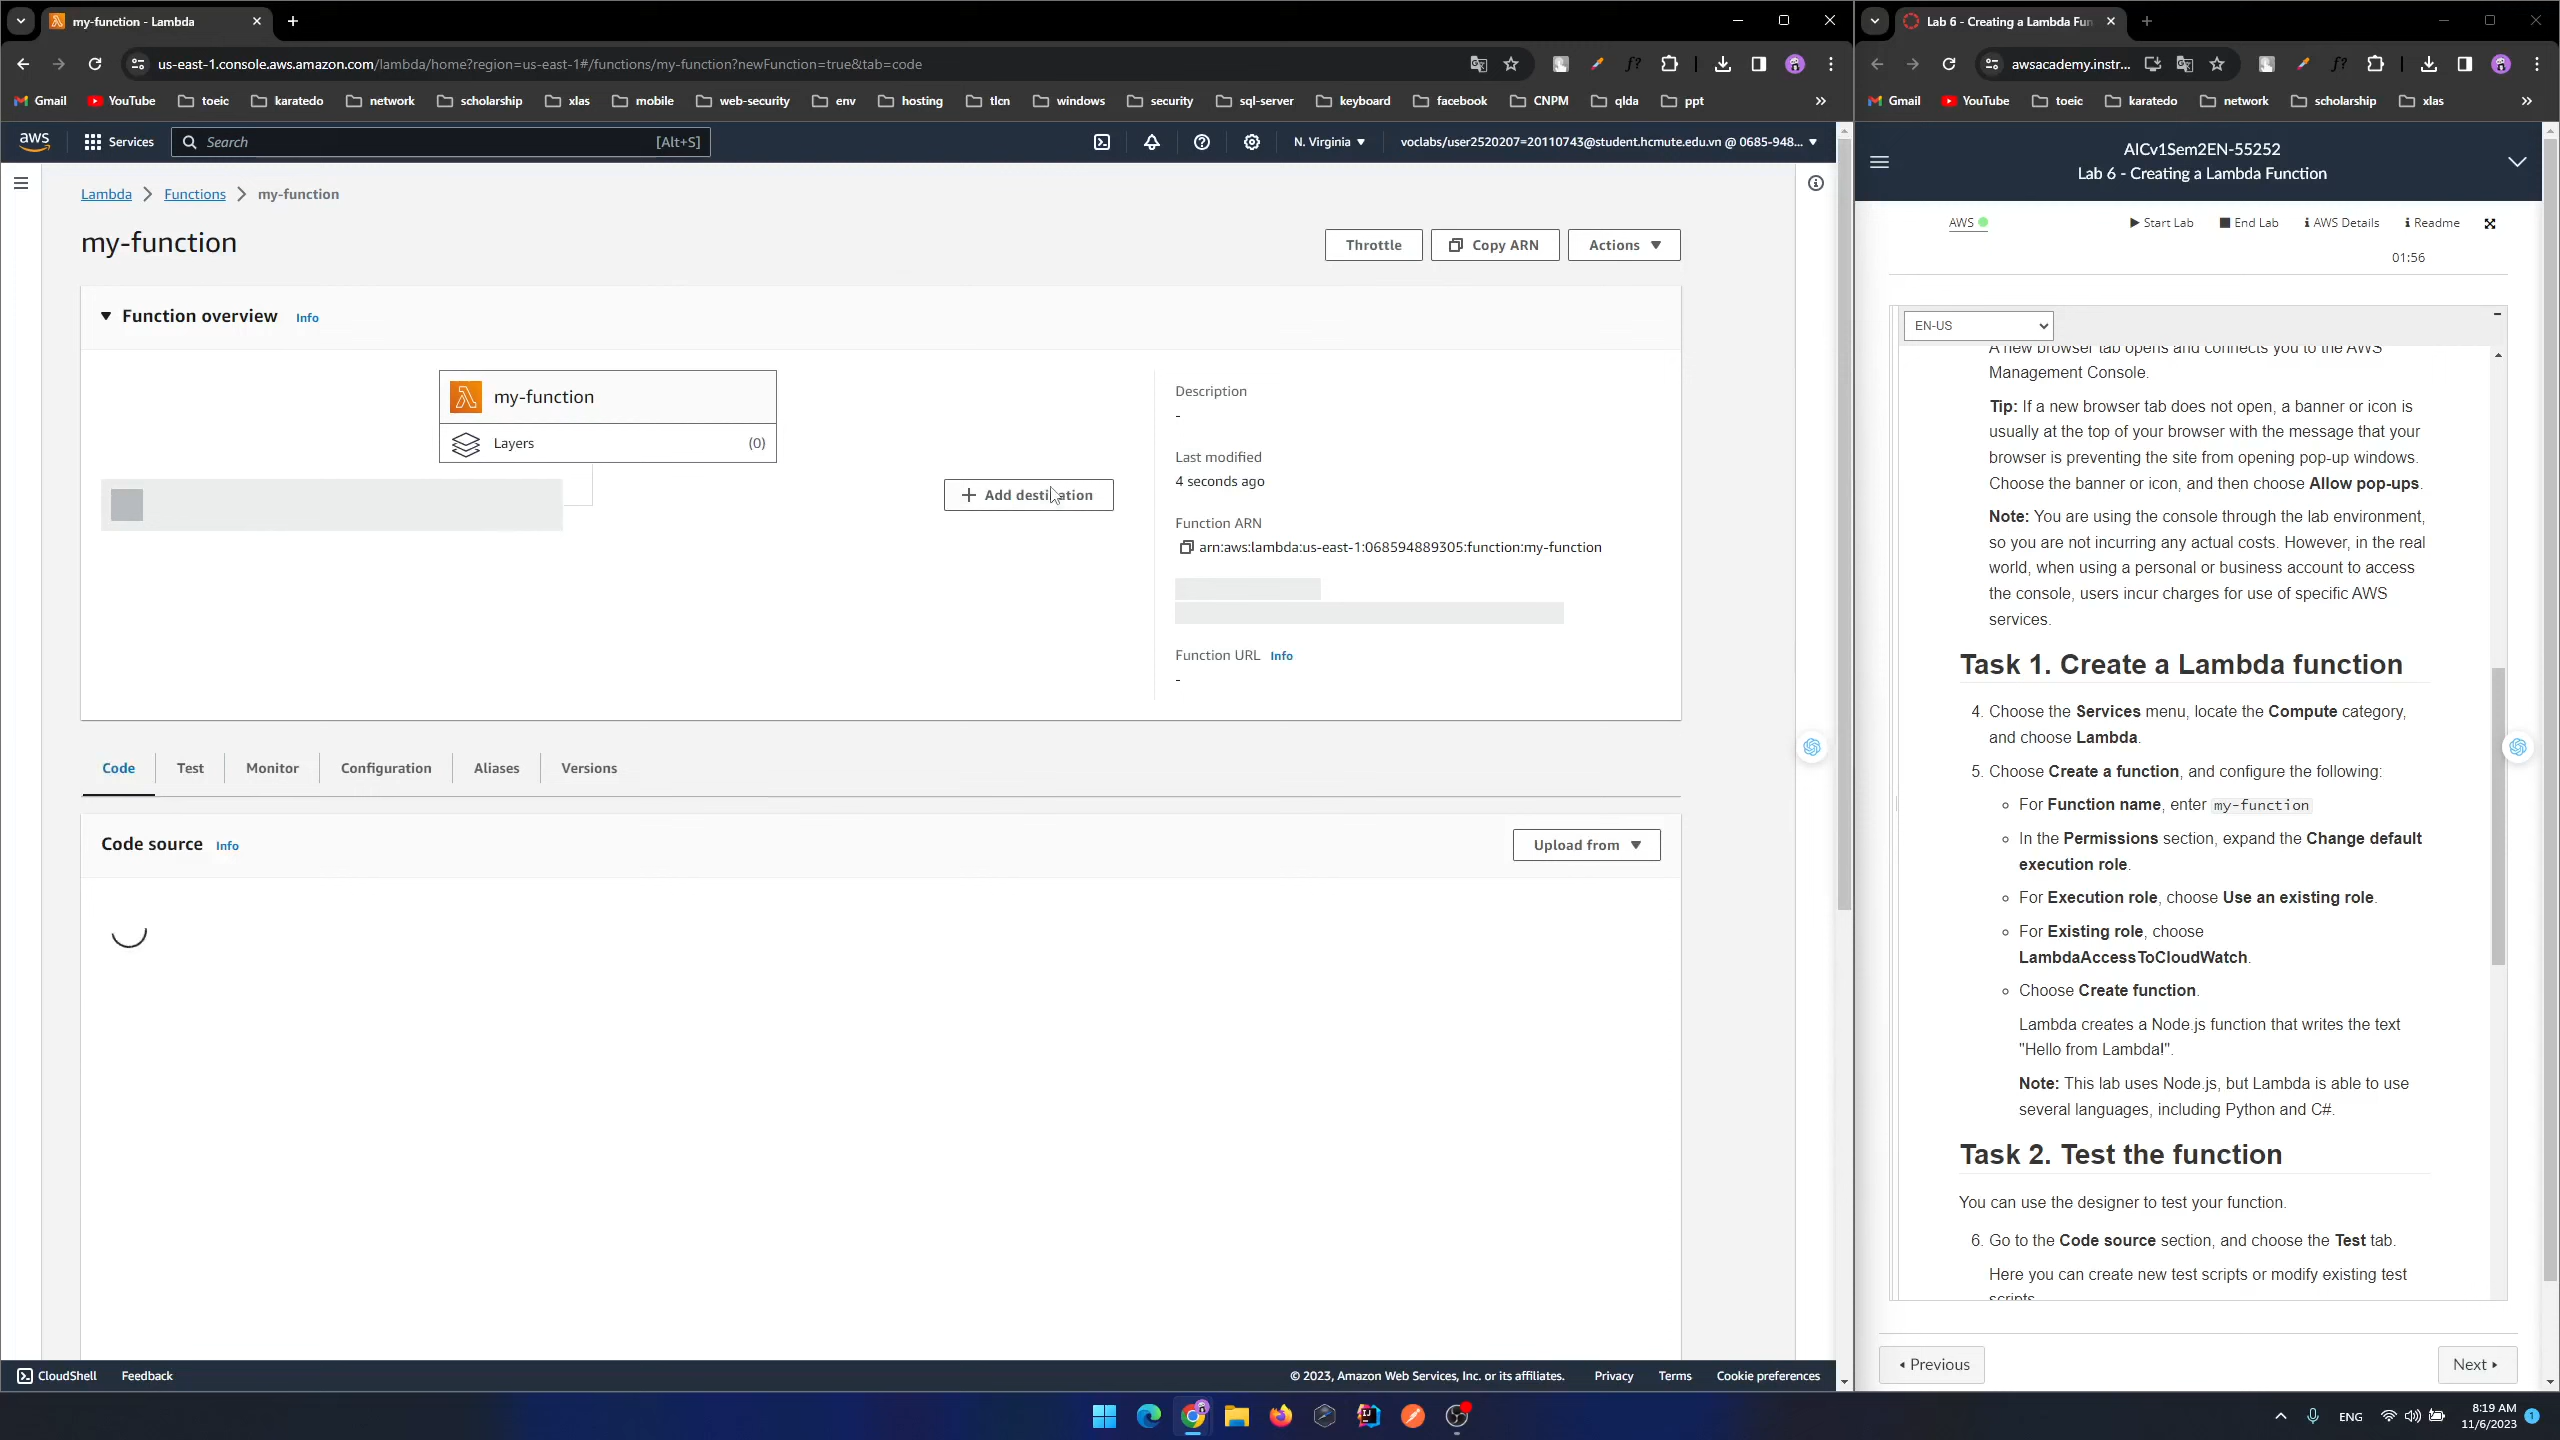 my-function - Lambda
us-east-1.console.aws.amazon.com/lambda/home?region=us-east-1#/functions/my-function?newFunction=true&tab=code
Gmail YouTube toeic karatedo network scholarship xlas mobile web-security env hosting tlcn windows security sql-server keyboard facebook CNPM qlda ppt
aws Services Search [Alt+S] N. Virginia voclabs/user2520207=20110743@student.hcmute.edu.vn @ 0685-948...
Lambda Functions my-function
my-function
Throttle Copy ARN Actions
Function overview Info
my-function
Layers (0)
Add destination
Description
-
Last modified
4 seconds ago
Function ARN
arn:aws:lambda:us-east-1:068594889305:function:my-function
Function URL Info
-
Code Test Monitor Configuration Aliases Versions
Code source Info
Upload from
CloudShell Feedback © 2023, Amazon Web Services, Inc. or its affiliates. Privacy Terms Cookie preferences
Lab 6 - Creating a Lambda Fun
awsacademy.instr...
Gmail YouTube toeic karatedo network scholarship xlas
AICv1Sem2EN-55252
Lab 6 - Creating a Lambda Function
AWS Start Lab End Lab AWS Details Readme
01:56
EN-US
A new browser tab opens and connects you to the AWS
Management Console.
Tip: If a new browser tab does not open, a banner or icon is
usually at the top of your browser with the message that your
browser is preventing the site from opening pop-up windows.
Choose the banner or icon, and then choose Allow pop-ups.
Note: You are using the console through the lab environment,
so you are not incurring any actual costs. However, in the real
world, when using a personal or business account to access
the console, users incur charges for use of specific AWS
services.
Task 1. Create a Lambda function
4. Choose the Services menu, locate the Compute category,
and choose Lambda.
5. Choose Create a function, and configure the following:
For Function name, enter my-function
In the Permissions section, expand the Change default
execution role.
For Execution role, choose Use an existing role.
For Existing role, choose
LambdaAccessToCloudWatch.
Choose Create function.
Lambda creates a Node.js function that writes the text
"Hello from Lambda!".
Note: This lab uses Node.js, but Lambda is able to use
several languages, including Python and C#.
Task 2. Test the function
You can use the designer to test your function.
6. Go to the Code source section, and choose the Test tab.
Here you can create new test scripts or modify existing test
scripts
Previous Next
ENG 8:19 AM
11/6/2023